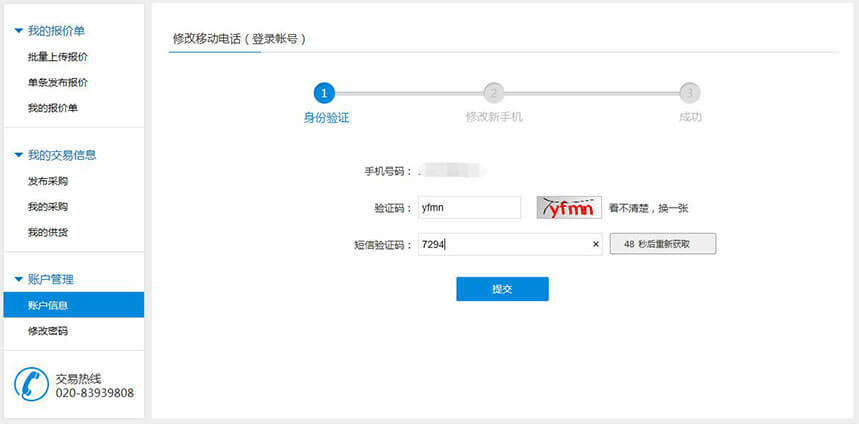 我的报价单
批量上传报价
单条发布报价
我的报价单
我的交易信息
发布采购
我的采购
我的供货
账户管理
账户信息
修改密码
交易热线
020-83939808
修改移动电话（登录帐号）
1 2 3
身份验证 修改新手机 成功
手机号码：
验证码： yfmn yfmn 看不清楚，换一张
短信验证码： 7294 × 48 秒后重新获取
提交